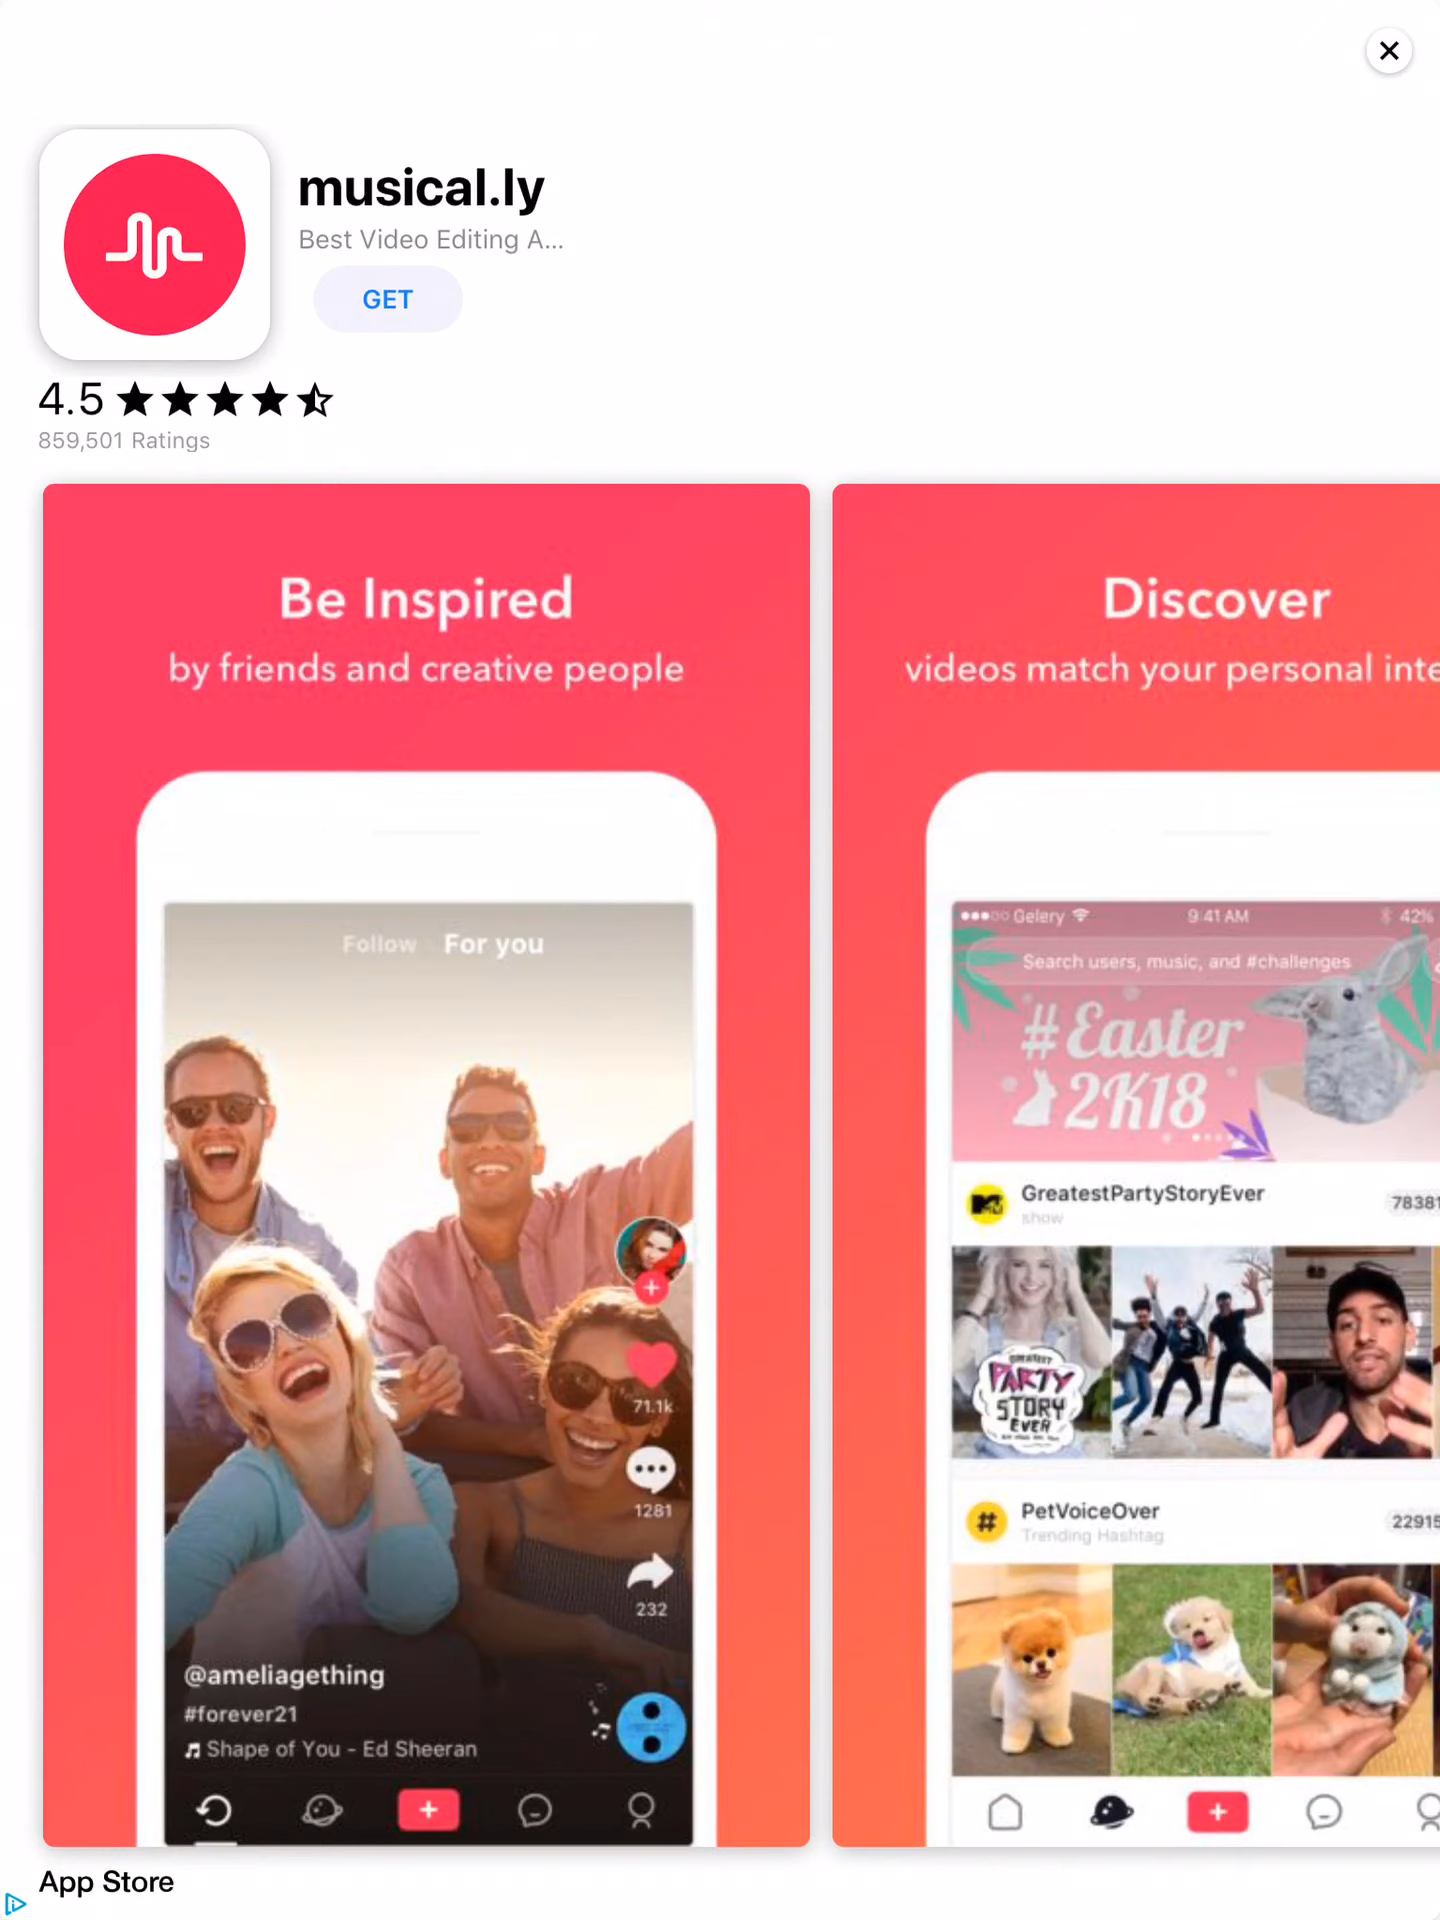 musical.ly
Best Video Editing A...
GET
4.5
859,501 Ratings
Be Inspired
by friends and creative people
Follow For you
71.1k
1281
232
@ameliagething
#forever21
Shape of You - Ed Sheeran
Discover
videos match your personal inte
Gelery 9:41 AM 42%
Search users, music, and #challenges
#Easter
2K18
GreatestPartyStoryEver
show
78381
GREATEST
PARTY
STORY
EVER
PetVoiceOver
Trending Hashtag
22915
App Store